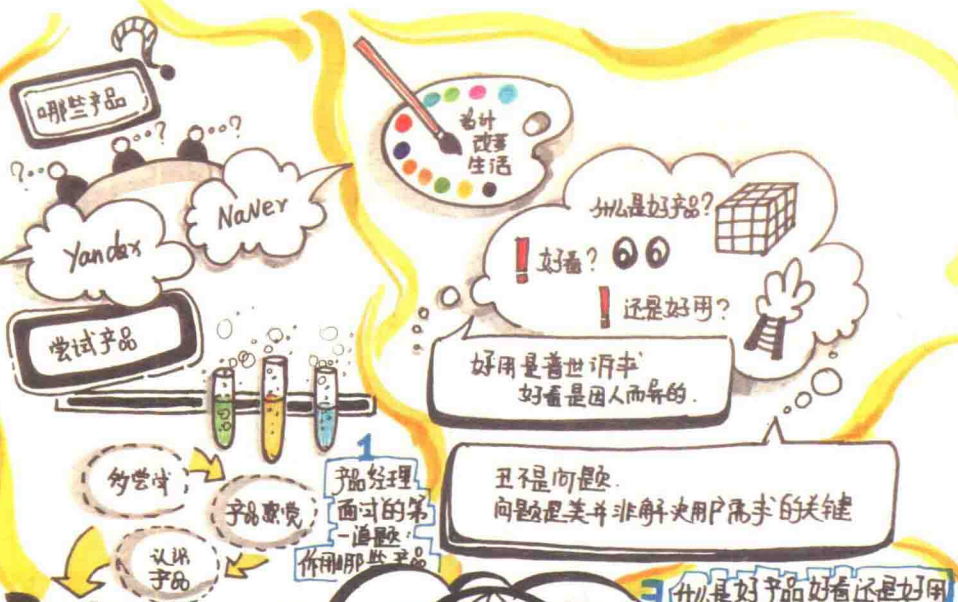 哪些产品
?
?...
...?
...?
Yandex
NaNer
尝试产品
多尝试
产品感觉
认识
产品
1
产品经理
面试的第
一道题:
你用哪些产品
设计
改变
生活
什么是好产品?
! 好看?
! 还是好用?
好用是普世诉求
好看是因人而异的.
丑不是问题.
问题是美并非解决用户需求的关键
2 什么是好产品好看还是好用